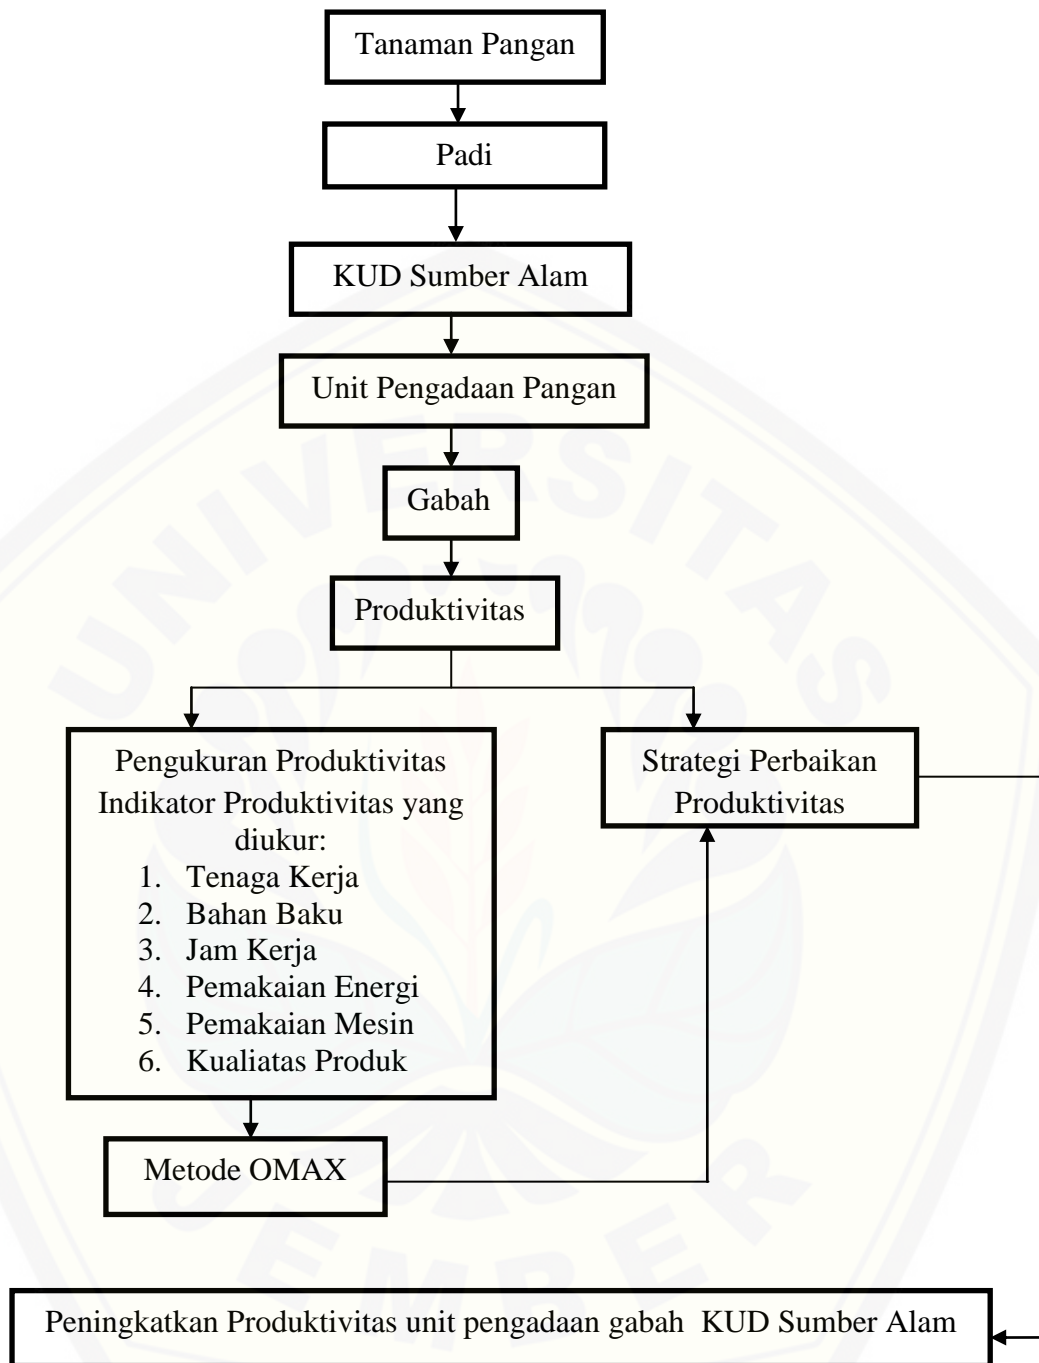 Tanaman Pangan
Padi
KUD Sumber Alam
Unit Pengadaan Pangan
Gabah
Produktivitas
Pengukuran Produktivitas
Indikator Produktivitas yang
diukur:
1. Tenaga Kerja
2. Bahan Baku
3. Jam Kerja
4. Pemakaian Energi
5. Pemakaian Mesin
6. Kualiatas Produk
Strategi Perbaikan
Produktivitas
Metode OMAX
Peningkatkan Produktivitas unit pengadaan gabah KUD Sumber Alam
UNIVERSITAS
JEMBER